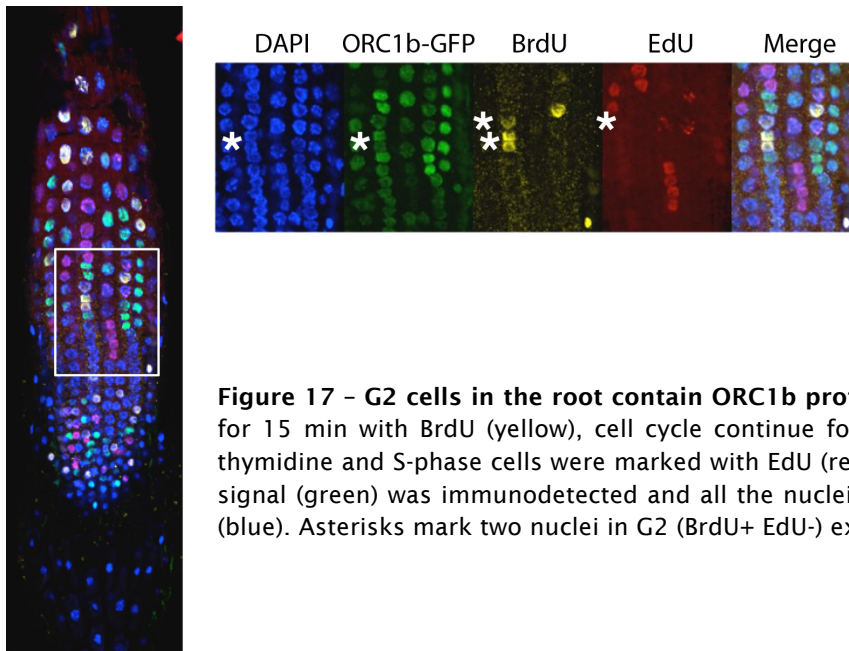 DAPI ORC1b-GFP BrdU EdU Merge
* * * * *
Figure 17 – G2 cells in the root contain ORC1b prot
for 15 min with BrdU (yellow), cell cycle continue fo
thymidine and S-phase cells were marked with EdU (re
signal (green) was immunodetected and all the nuclei
(blue). Asterisks mark two nuclei in G2 (BrdU+ EdU-) ex